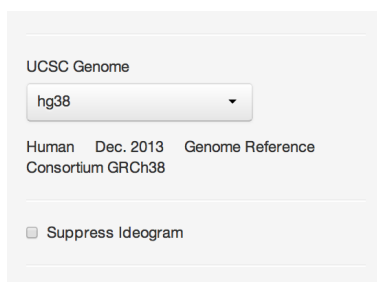 UCSC Genome
hg38
Human Dec. 2013 Genome Reference
Consortium GRCh38
Suppress Ideogram